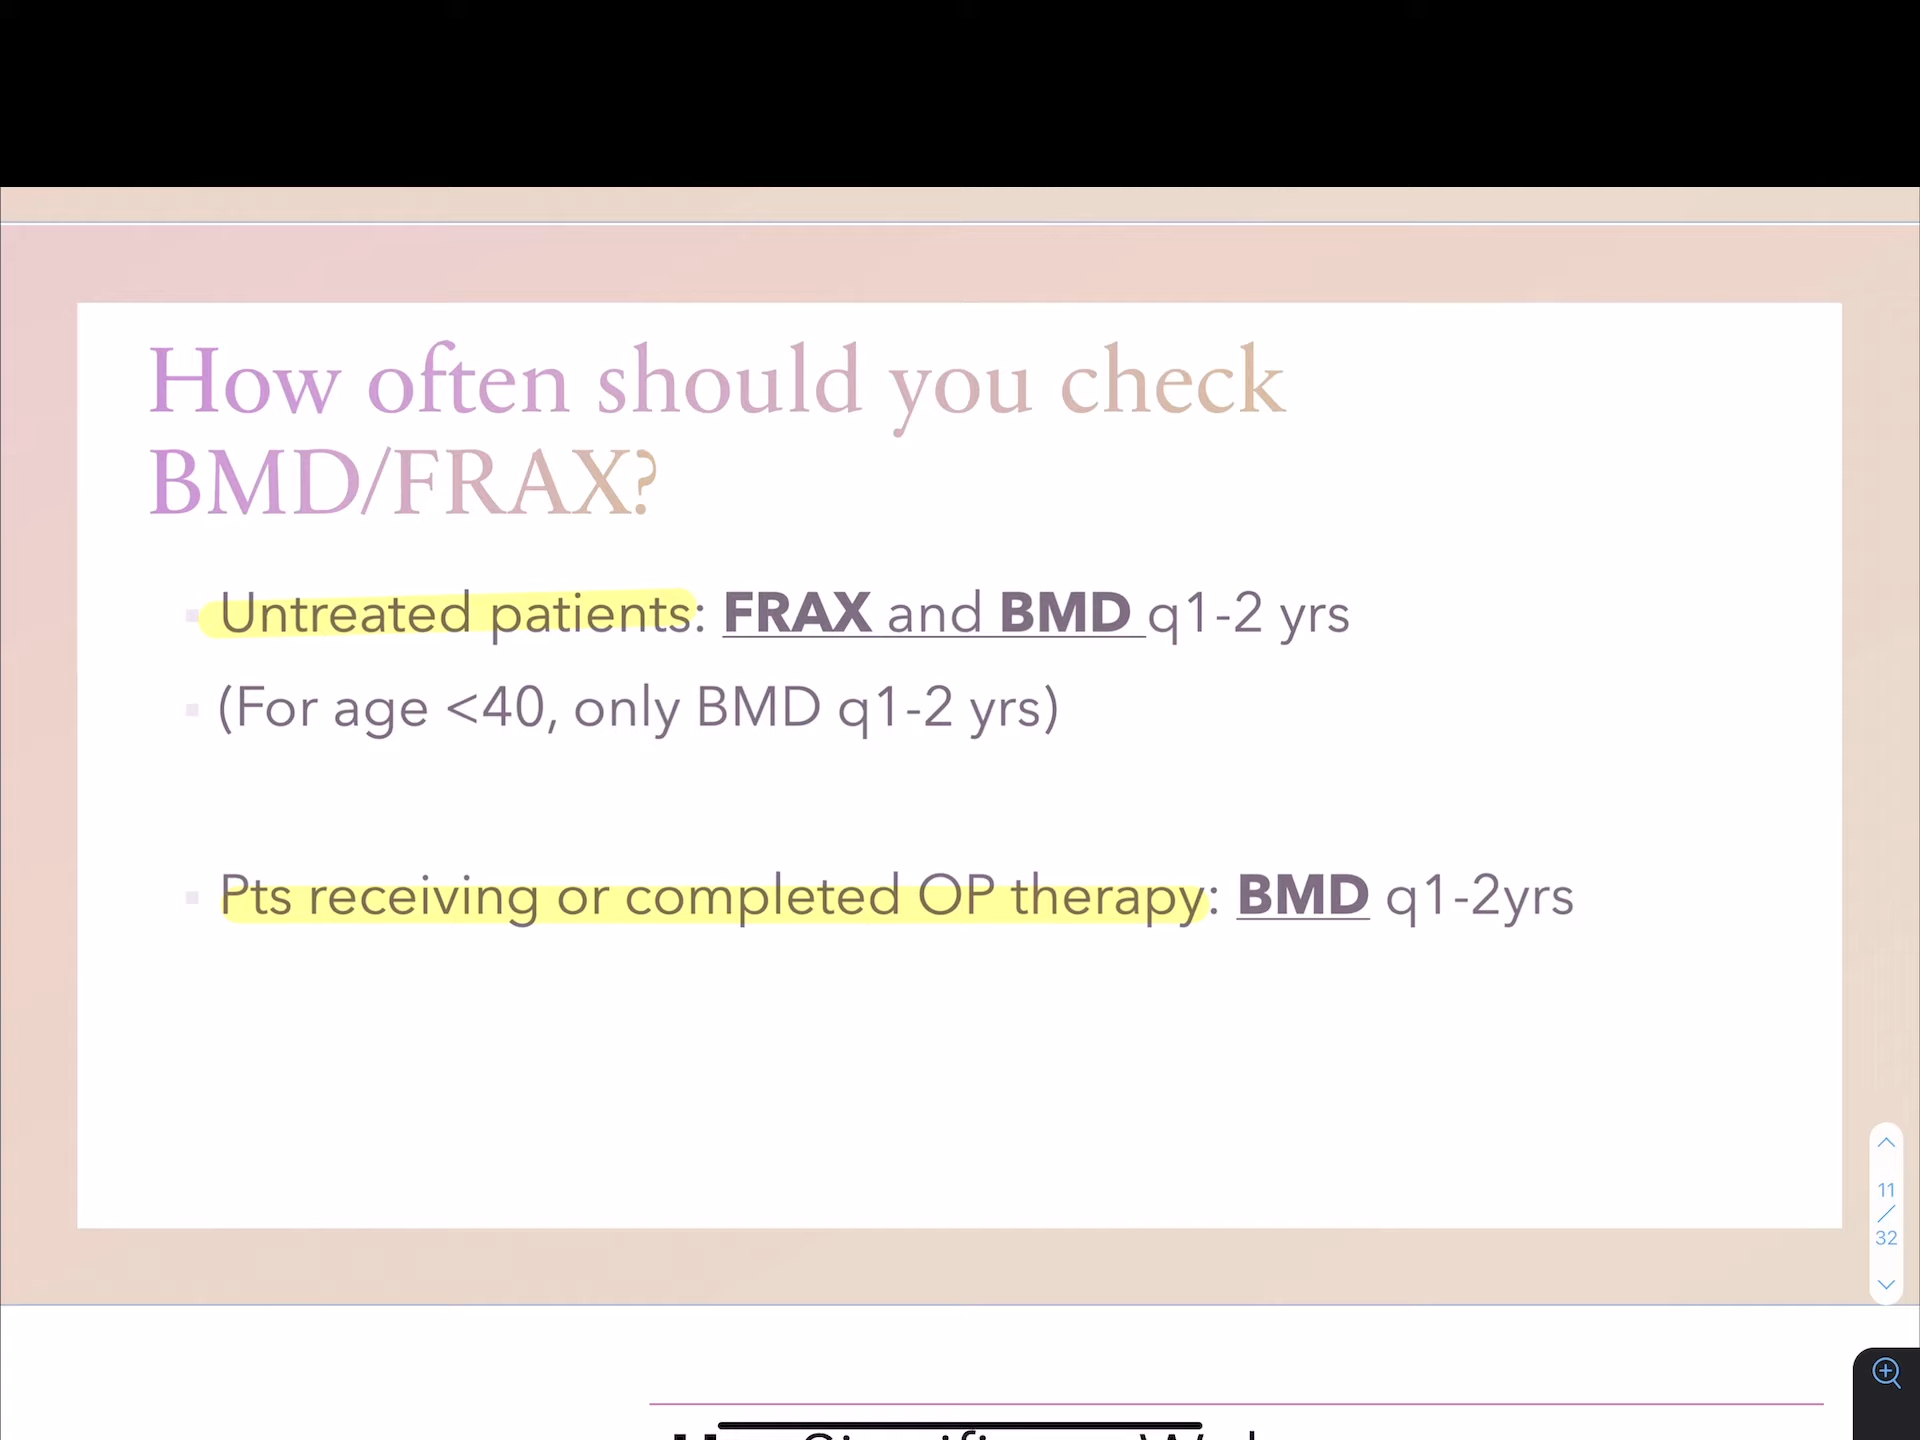 How often should you check
BMD/FRAX?
Untreated patients: FRAX and BMD q1-2 yrs
(For age <40, only BMD q1-2 yrs)
Pts receiving or completed OP therapy: BMD q1-2yrs
11
/
32